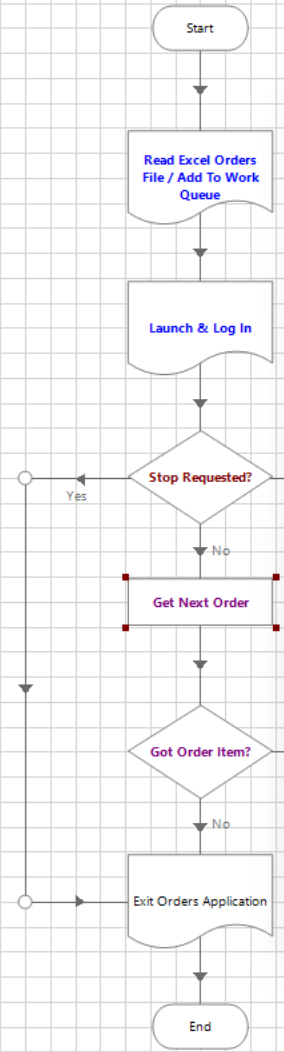 Start
Read Excel Orders
File / Add To Work
Queue
Launch & Log In
Stop Requested?
Yes
No
Get Next Order
Got Order Item?
No
Exit Orders Application
End